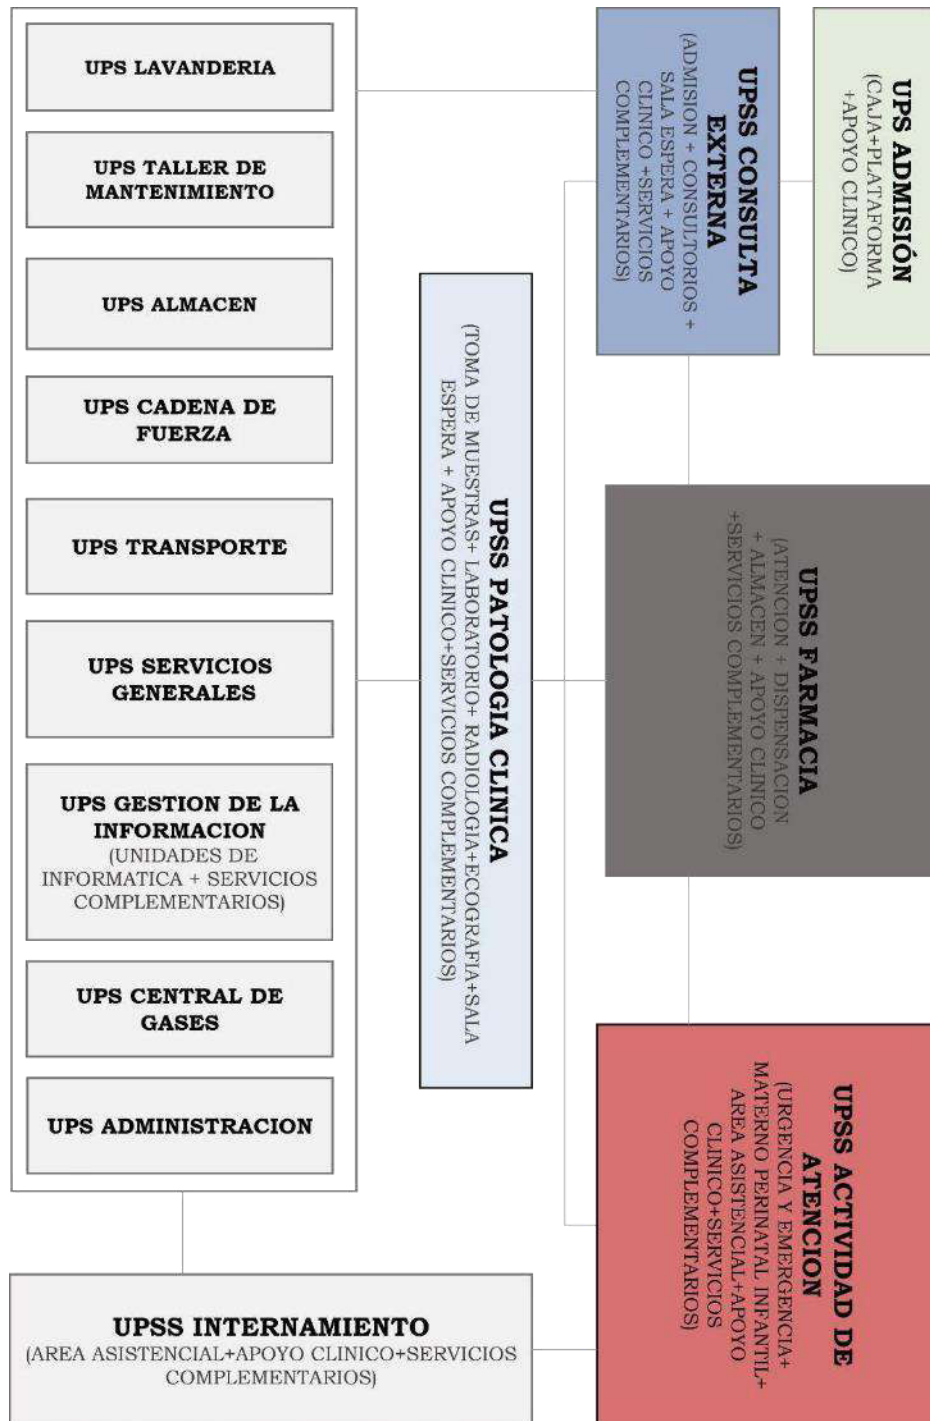 UPS LAVANDERIA
UPS TALLER DE
MANTENIMIENTO
UPS ALMACEN
UPS CADENA DE
FUERZA
UPS TRANSPORTE
UPS SERVICIOS
GENERALES
UPS GESTION DE LA
INFORMACION
(UNIDADES DE
INFORMATICA + SERVICIOS
COMPLEMENTARIOS)
UPS CENTRAL DE
GASES
UPS ADMINISTRACION
UPSS INTERNAMIENTO
(AREA ASISTENCIAL+APOYO CLINICO+SERVICIOS
COMPLEMENTARIOS)
UPSS PATOLOGIA CLINICA
(TOMA DE MUESTRAS+ LABORATORIO+ RADIOLOGIA+ECOGRAFIA+SALA
ESPERA + APOYO CLINICO+SERVICIOS COMPLEMENTARIOS)
UPSS CONSULTA
EXTERNA
(ADMISION + CONSULTORIOS +
SALA ESPERA + APOYO
CLINICO +SERVICIOS
COMPLEMENTARIOS)
UPS ADMISIÓN
(CAJA+PLATAFORMA
+APOYO CLINICO)
UPSS FARMACIA
(ATENCION + DISPENSACION
+ ALMACEN + APOYO CLINICO
+SERVICIOS COMPLEMENTARIOS)
UPSS ACTIVIDAD DE
ATENCION
(URGENCIA Y EMERGENCIA+
MATERNO PERINATAL INFANTIL+
AREA ASISTENCIAL+APOYO
CLINICO+SERVICIOS
COMPLEMENTARIOS)